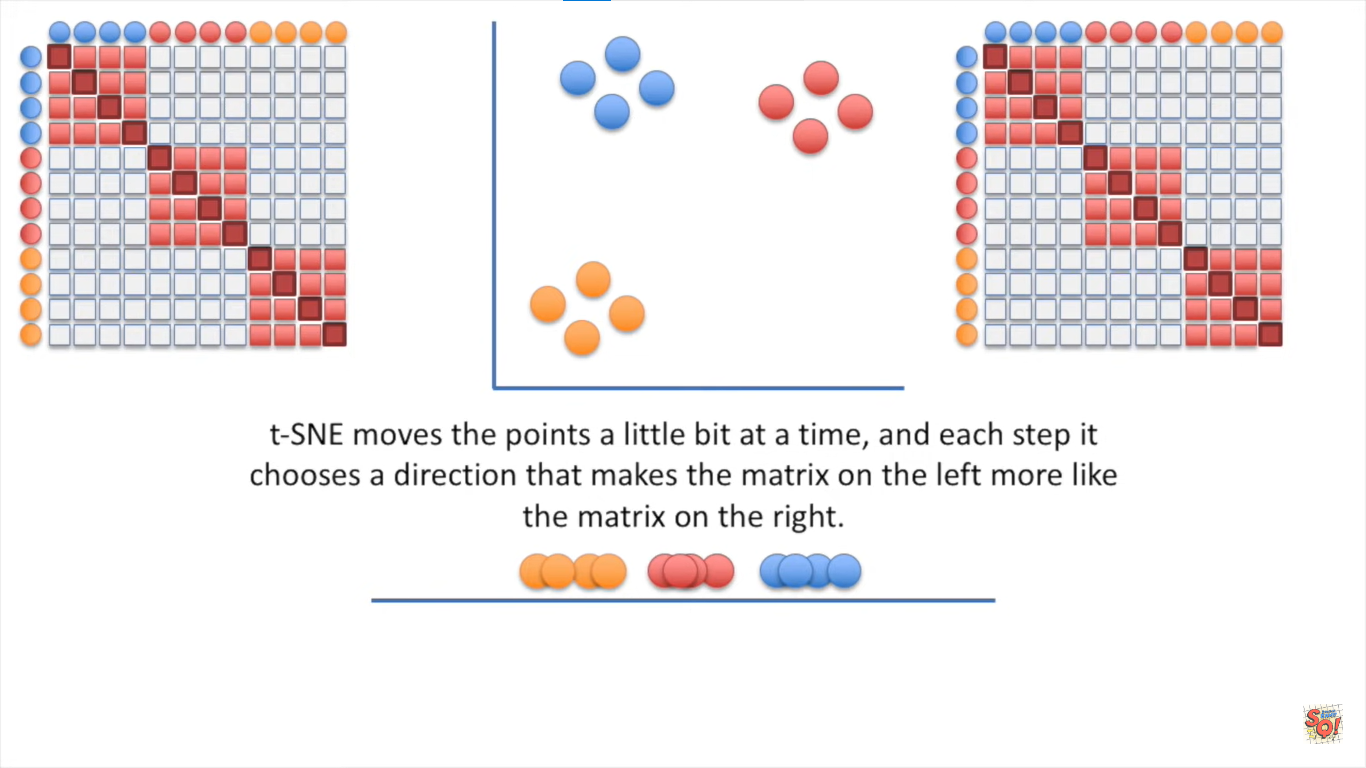 t-SNE moves the points a little bit at a time, and each step it
chooses a direction that makes the matrix on the left more like
the matrix on the right.
SQ!